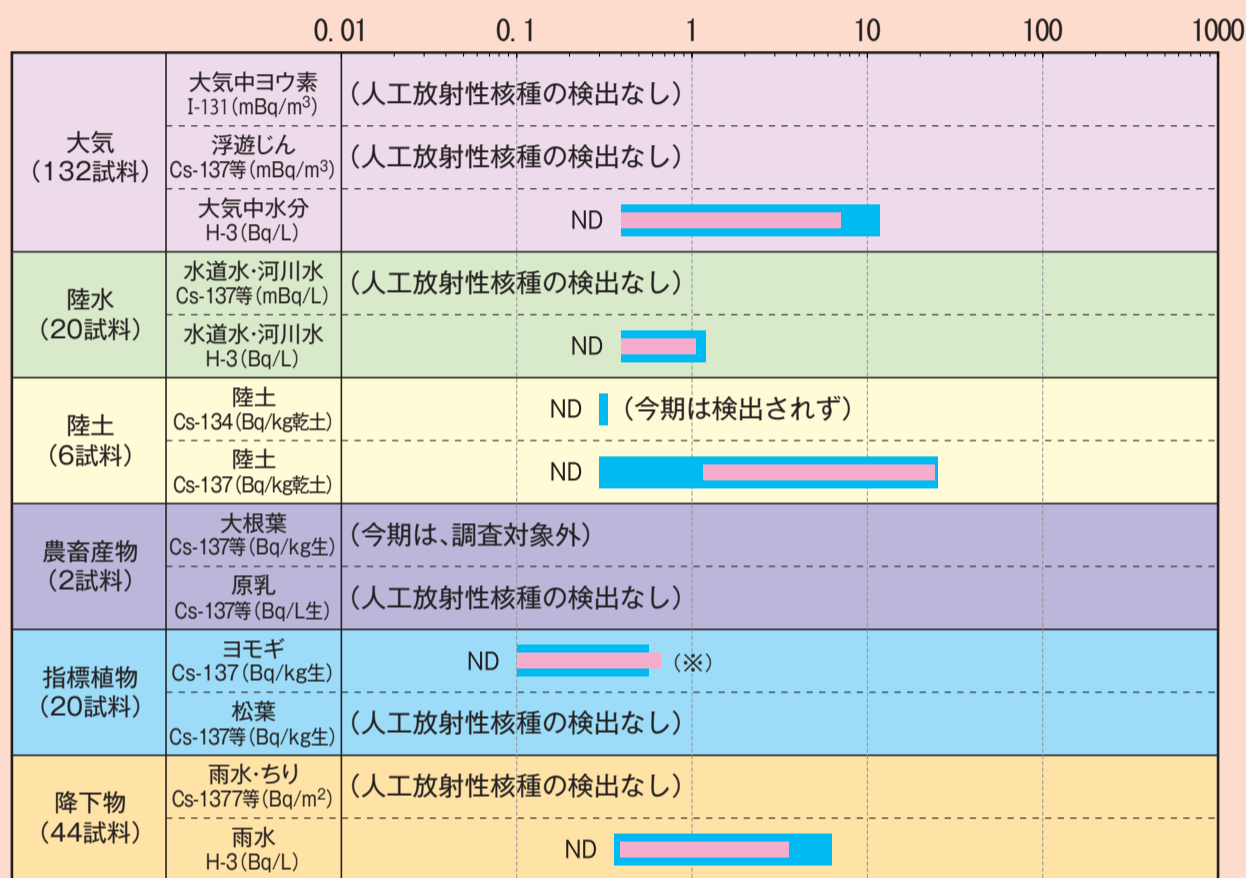 0.01 0.1 1 10 100 1000
大気
(132試料)
大気中ヨウ素
I-131(mBq/m³)
(人工放射性核種の検出なし)
浮遊じん
Cs-137等(mBq/m³)
(人工放射性核種の検出なし)
大気中水分
H-3(Bq/L)
ND
陸水
(20試料)
水道水・河川水
Cs-137等(mBq/L)
(人工放射性核種の検出なし)
水道水・河川水
H-3(Bq/L)
ND
陸土
(6試料)
陸土
Cs-134(Bq/kg乾土)
ND (今期は検出されず)
陸土
Cs-137(Bq/kg乾土)
ND
農畜産物
(2試料)
大根葉
Cs-137等(Bq/kg生)
(今期は、調査対象外)
原乳
Cs-137等(Bq/L生)
(人工放射性核種の検出なし)
指標植物
(20試料)
ヨモギ
Cs-137(Bq/kg生)
ND (※)
松葉
Cs-137等(Bq/kg生)
(人工放射性核種の検出なし)
降下物
(44試料)
雨水・ちり
Cs-1377等(Bq/m²)
(人工放射性核種の検出なし)
雨水
H-3(Bq/L)
ND